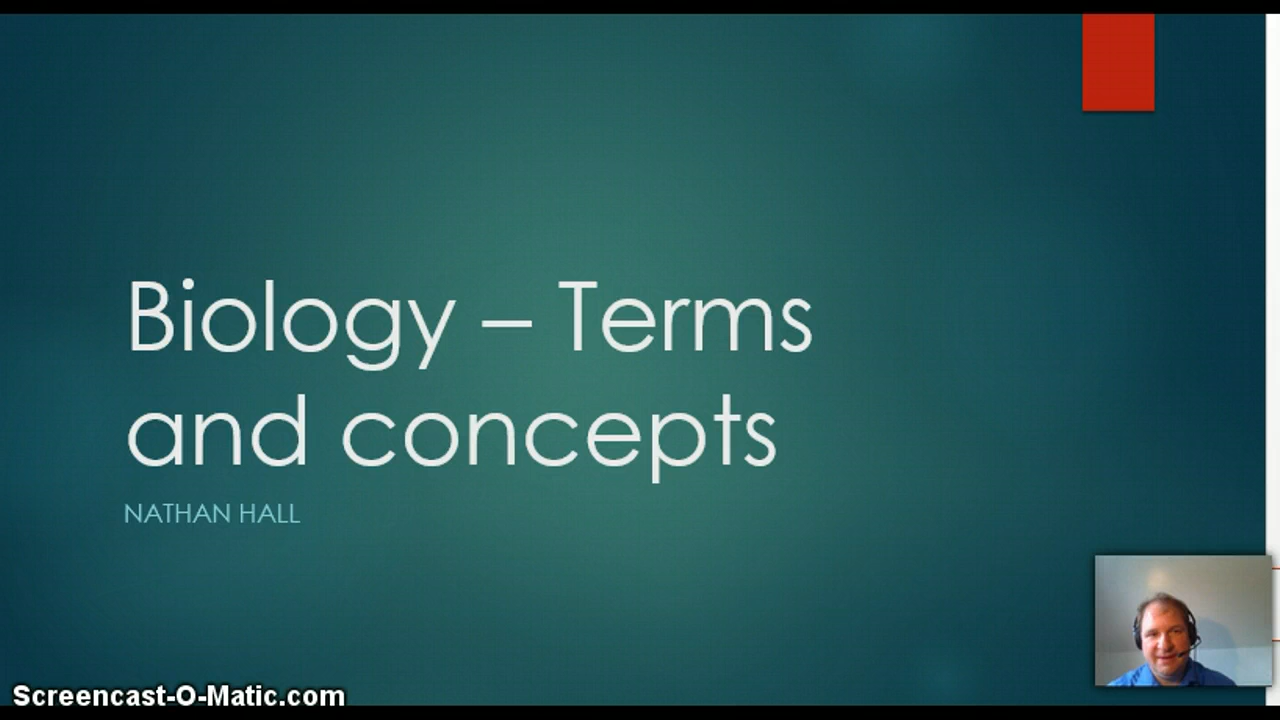 Biology – Terms
and concepts
NATHAN HALL
Screencast-O-Matic.com